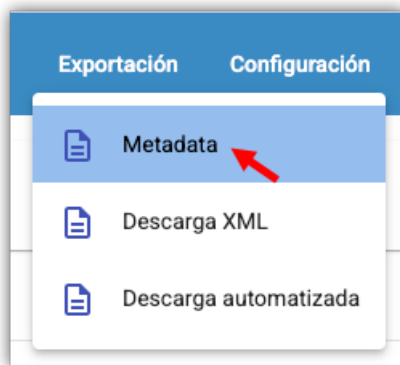 Exportación Configuración
Metadata
Descarga XML
Descarga automatizada